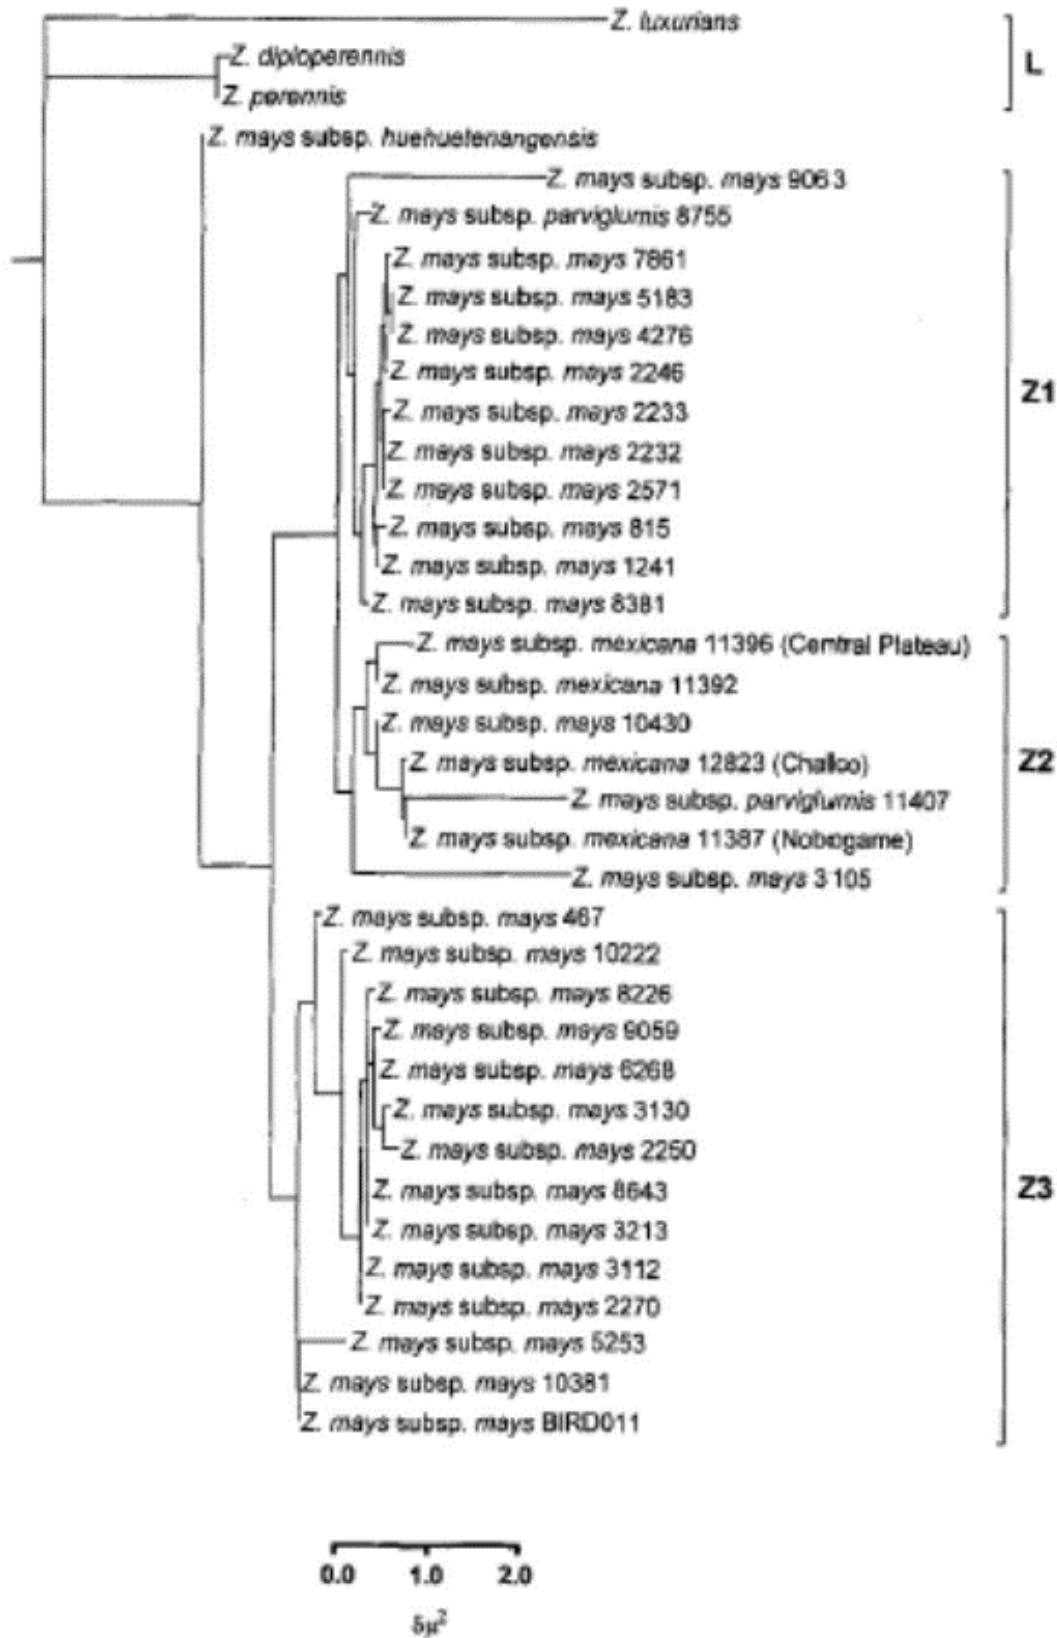 Z. luxurians
Z. diploperennis
L
Z. perennis
Z. mays subsp. huehuetenangensis
Z. mays subsp. mays 9063
Z. mays subsp. parviglumis 8755
Z. mays subsp. mays 7861
Z. mays subsp. mays 5183
Z. mays subsp. mays 4276
Z. mays subsp. mays 2246
Z1
Z. mays subsp. mays 2233
Z. mays subsp. mays 2232
Z. mays subsp. mays 2571
Z. mays subsp. mays 815
Z. mays subsp. mays 1241
Z. mays subsp. mays 8381
Z. mays subsp. mexicana 11396 (Central Plateau)
Z. mays subsp. mexicana 11392
Z. mays subsp. mays 10430
Z. mays subsp. mexicana 12823 (Chalco)
Z2
Z. mays subsp. parviglumis 11407
Z. mays subsp. mexicana 11387 (Nobogame)
Z. mays subsp. mays 3105
Z. mays subsp. mays 467
Z. mays subsp. mays 10222
Z. mays subsp. mays 8226
Z. mays subsp. mays 9059
Z. mays subsp. mays 6268
Z. mays subsp. mays 3130
Z. mays subsp. mays 2250
Z. mays subsp. mays 8643
Z3
Z. mays subsp. mays 3213
Z. mays subsp. mays 3112
Z. mays subsp. mays 2270
Z. mays subsp. mays 5253
Z. mays subsp. mays 10381
Z. mays subsp. mays BIRD011
0.0 1.0 2.0
δμ²